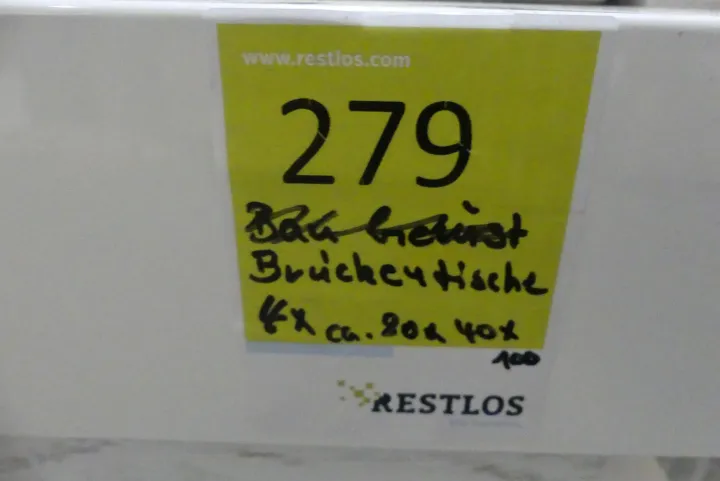 www.restlos.com
279
Brückentische
4x ca. 80x 40x
100
RESTLOS